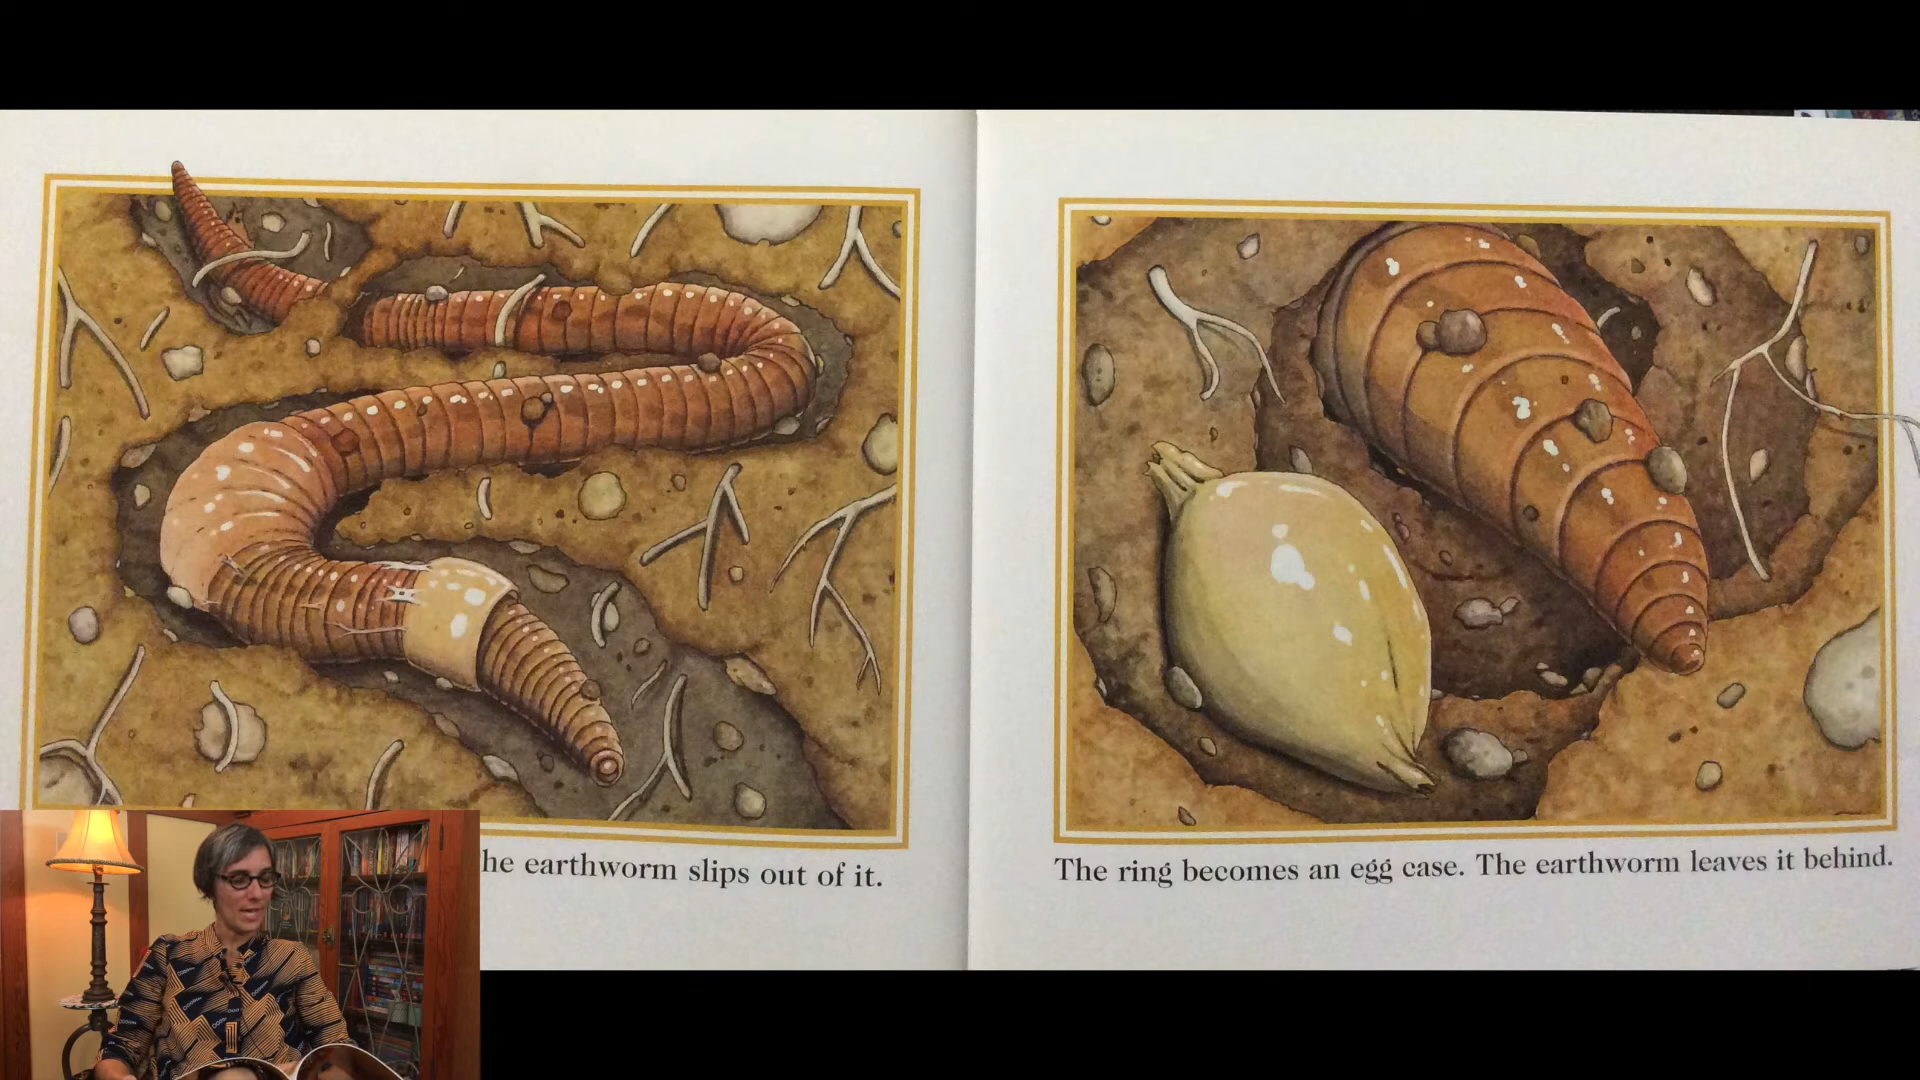 he earthworm slips out of it.
The ring becomes an egg case. The earthworm leaves it behind.